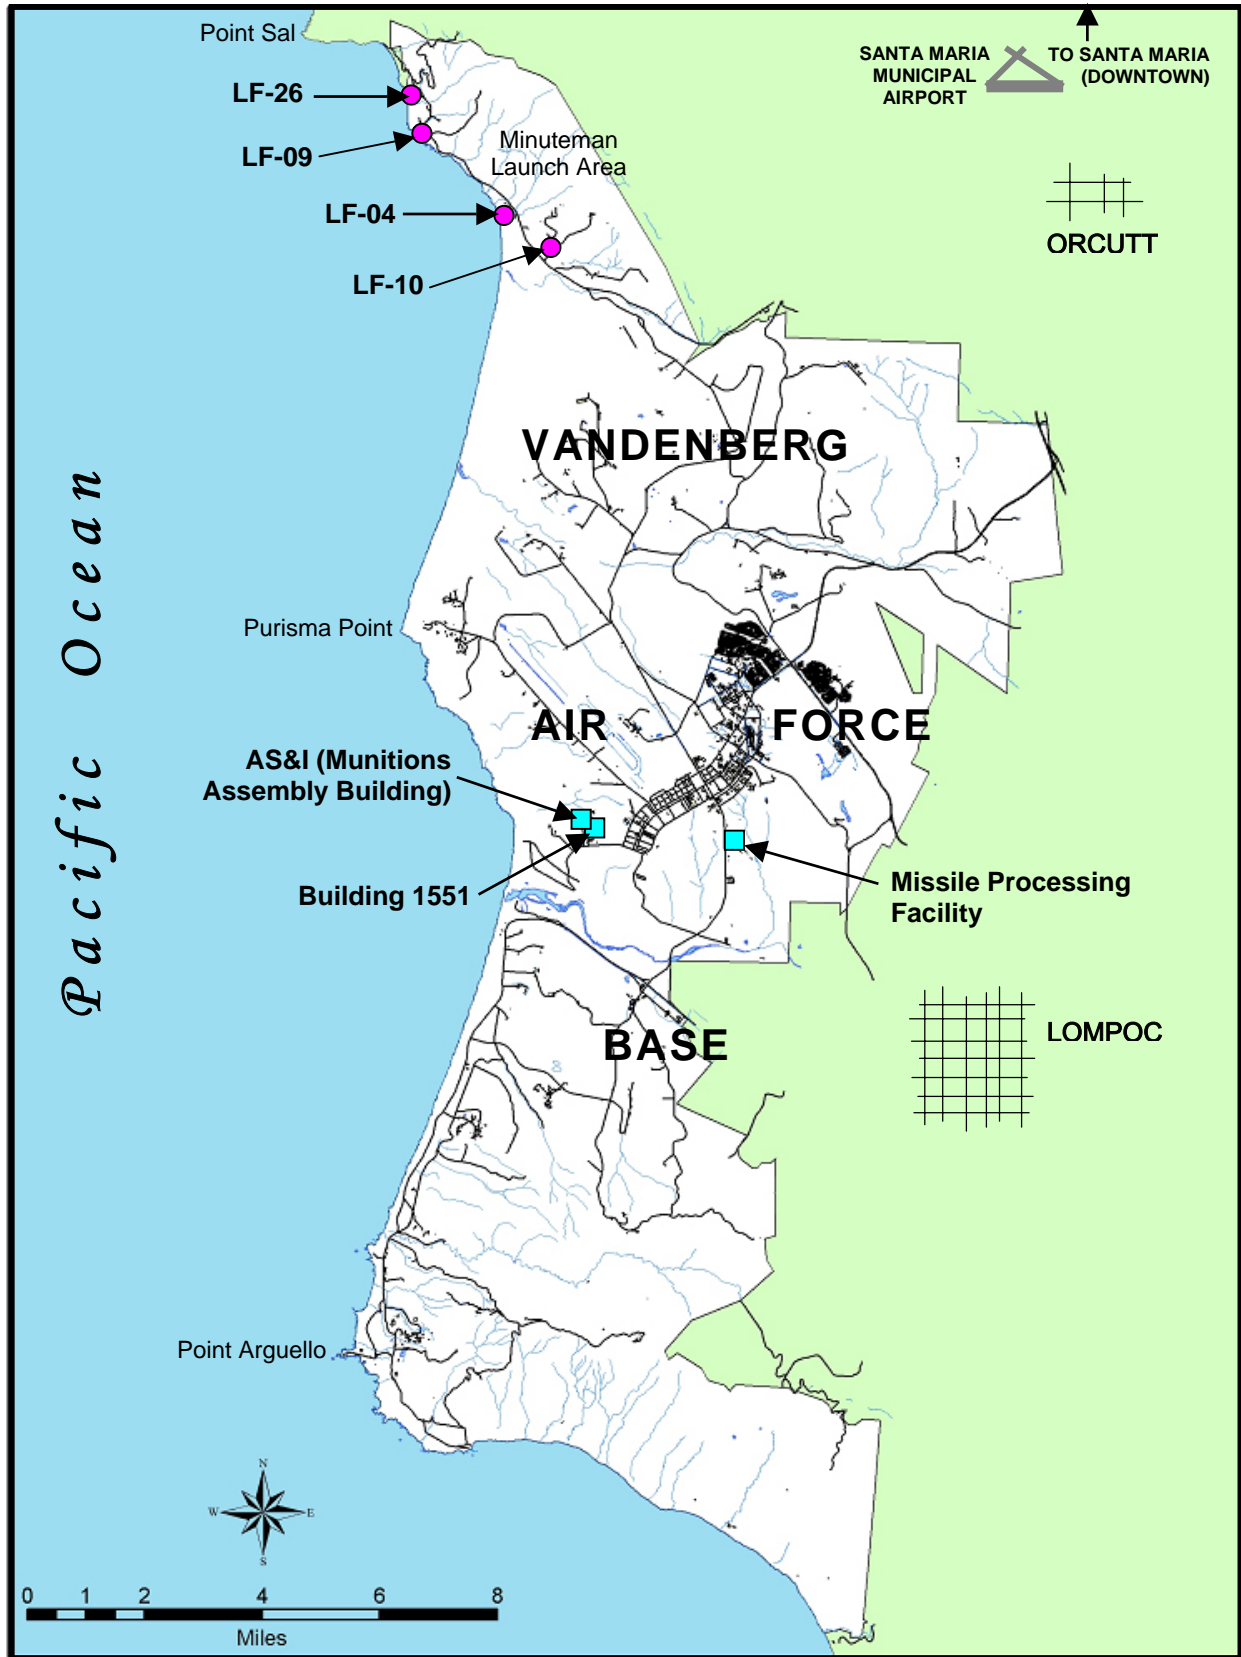 Point Sal
SANTA MARIA
MUNICIPAL
AIRPORT
TO SANTA MARIA
(DOWNTOWN)
LF-26
LF-09
Minuteman
Launch Area
LF-04
ORCUTT
LF-10
VANDENBERG
Pacific Ocean
Purisma Point
AIR FORCE
AS&I (Munitions
Assembly Building)
Building 1551
Missile Processing
Facility
BASE
LOMPOC
Point Arguello
N
W E
S
0 1 2 4 6 8
Miles